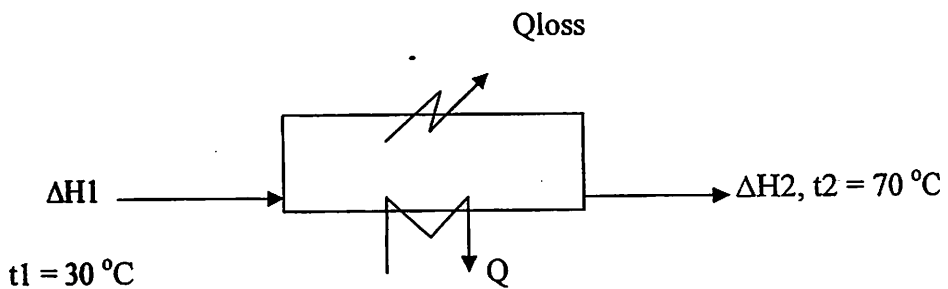 Qloss
ΔH1
ΔH2, t2 = 70 °C
t1 = 30 °C
Q